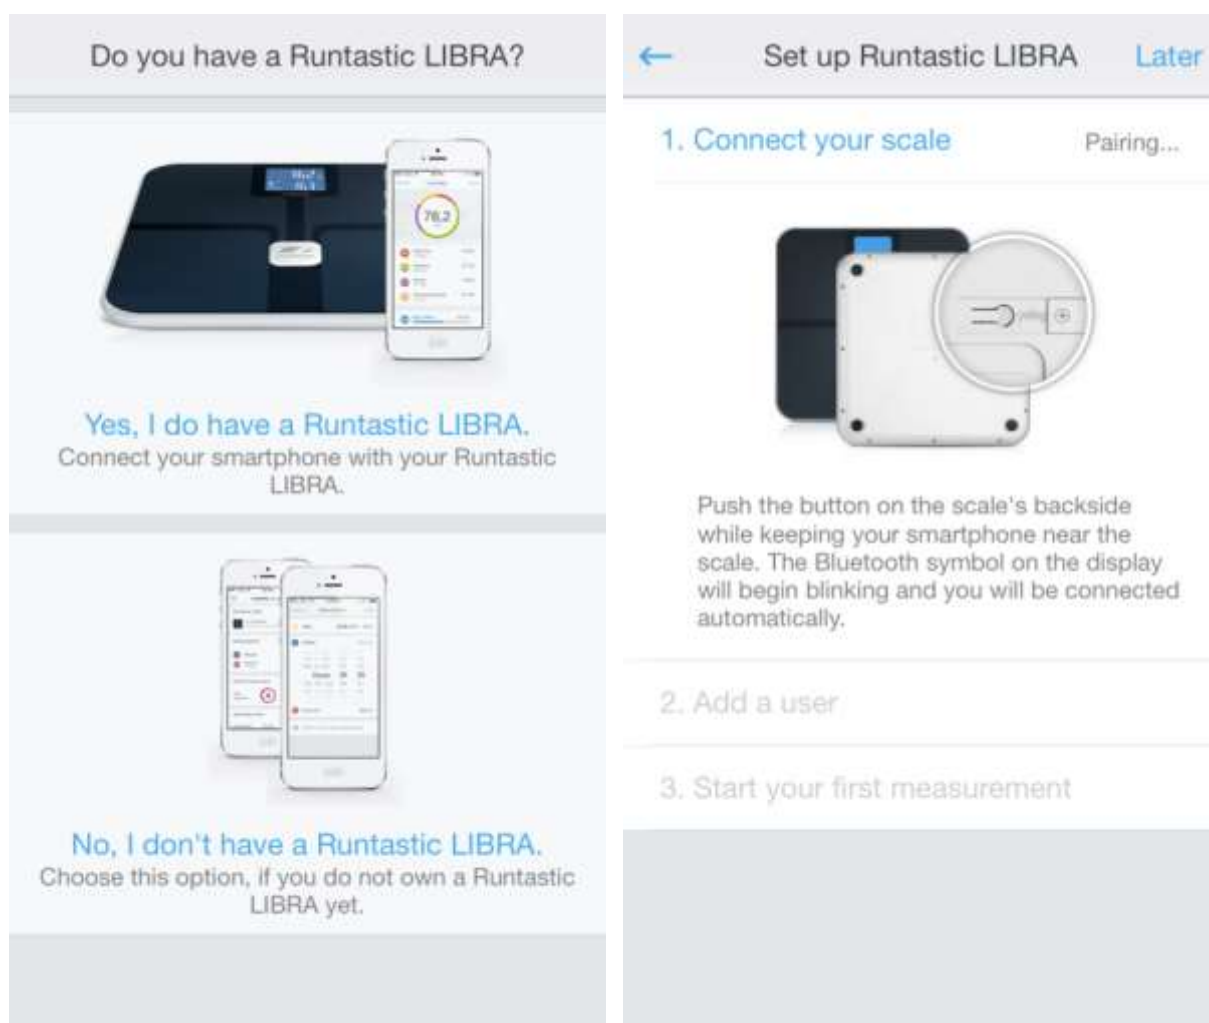 Do you have a Runtastic LIBRA?
76,2
Yes, I do have a Runtastic LIBRA.
Connect your smartphone with your Runtastic
LIBRA.
No, I don't have a Runtastic LIBRA.
Choose this option, if you do not own a Runtastic
LIBRA yet.
Set up Runtastic LIBRA
Later
1. Connect your scale
Pairing...
Push the button on the scale's backside
while keeping your smartphone near the
scale. The Bluetooth symbol on the display
will begin blinking and you will be connected
automatically.
2. Add a user
3. Start your first measurement